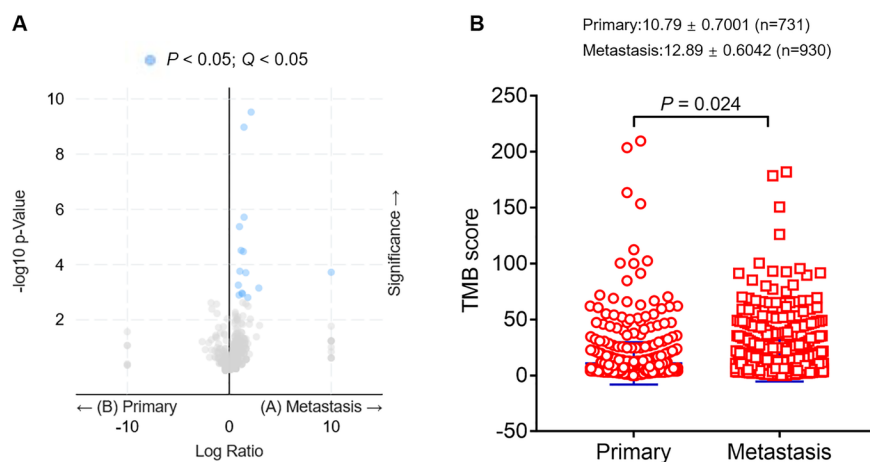 A
P < 0.05; Q < 0.05
10
8
6
4
2
-log10 p-Value
Significance →
← (B) Primary
(A) Metastasis →
-10
0
10
Log Ratio
B
Primary:10.79 ± 0.7001 (n=731)
Metastasis:12.89 ± 0.6042 (n=930)
P = 0.024
250
200
150
100
50
0
-50
TMB score
Primary
Metastasis